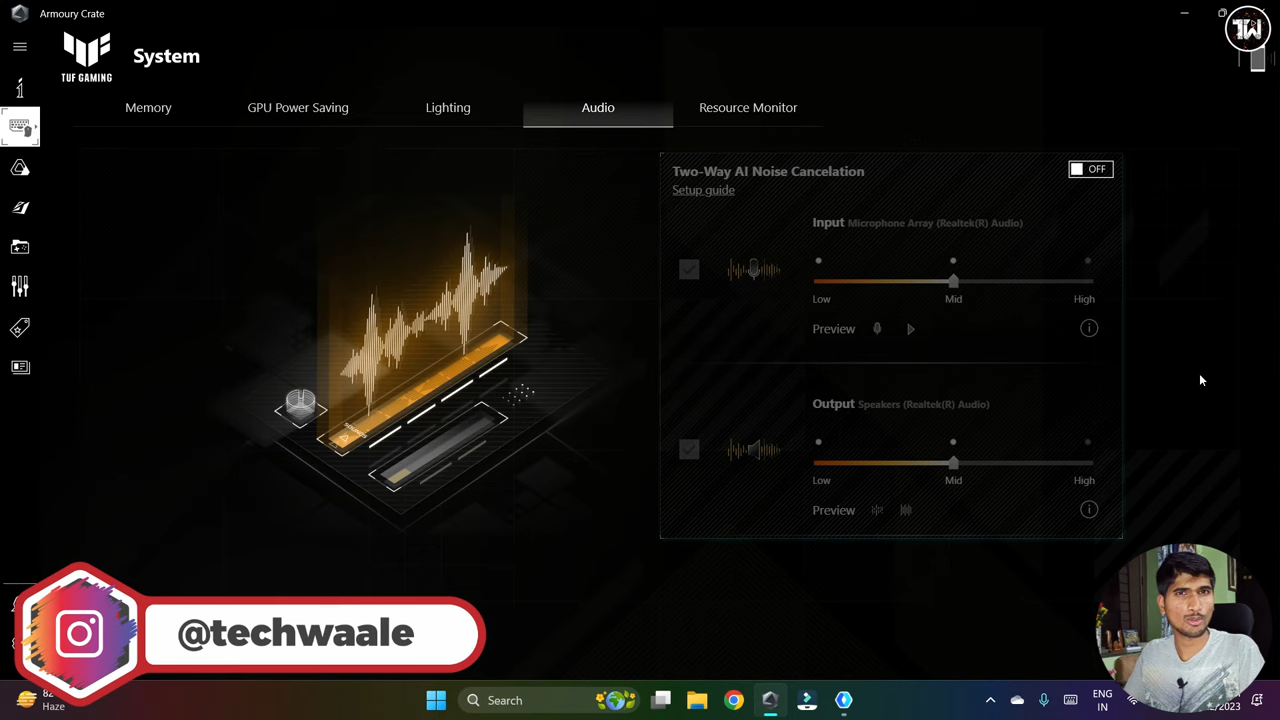 Armoury Crate
TUF GAMING
System
Memory
GPU Power Saving
Lighting
Audio
Resource Monitor
Two-Way AI Noise Cancelation
OFF
Setup guide
Input Microphone Array (Realtek(R) Audio)
Low
Mid
High
Preview
Output Speakers (Realtek(R) Audio)
Low
Mid
High
Preview
SOUNDS
@techwaale
Haze
Search
ENG
IN